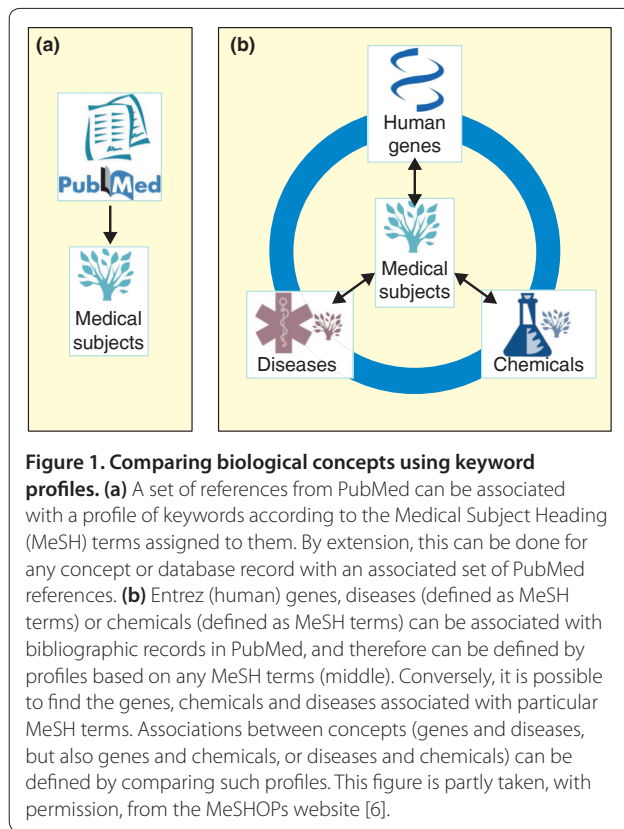 (a)
PubMed
Medical
subjects
(b)
Human
genes
Medical
subjects
Diseases
Chemicals
Figure 1. Comparing biological concepts using keyword
profiles. (a) A set of references from PubMed can be associated
with a profile of keywords according to the Medical Subject Heading
(MeSH) terms assigned to them. By extension, this can be done for
any concept or database record with an associated set of PubMed
references. (b) Entrez (human) genes, diseases (defined as MeSH
terms) or chemicals (defined as MeSH terms) can be associated with
bibliographic records in PubMed, and therefore can be defined by
profiles based on any MeSH terms (middle). Conversely, it is possible
to find the genes, chemicals and diseases associated with particular
MeSH terms. Associations between concepts (genes and diseases,
but also genes and chemicals, or diseases and chemicals) can be
defined by comparing such profiles. This figure is partly taken, with
permission, from the MeSHOPs website [6].